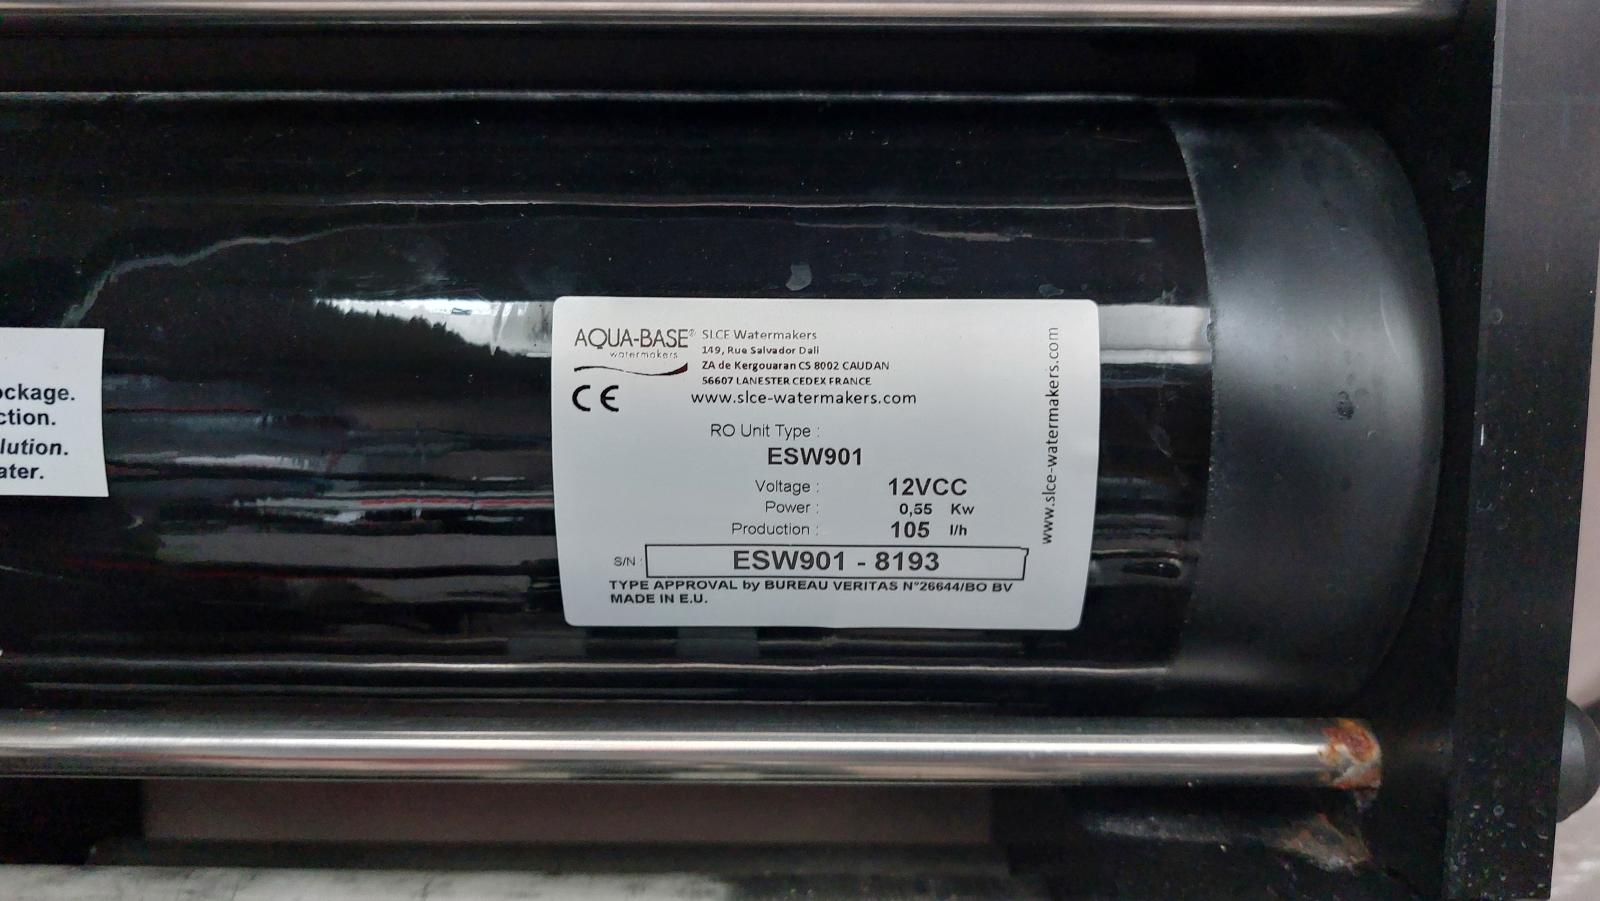 ockage.
ction.
lution.
ater.
AQUA-BASE®
watermakers
SLCE Watermakers
149, Rue Salvador Dali
ZA de Kergouaran CS 8002 CAUDAN
56607 LANESTER CEDEX FRANCE
www.slce-watermakers.com
CE
RO Unit Type :
ESW901
Voltage : 12VCC
Power : 0,55 Kw
Production : 105 l/h
S/N : ESW901 - 8193
TYPE APPROVAL by BUREAU VERITAS N°26644/BO BV
MADE IN E.U.
www.slce-watermakers.com